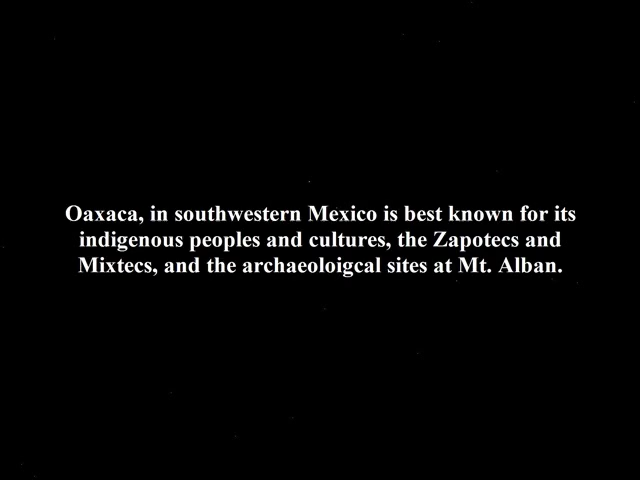 Oaxaca, in southwestern Mexico is best known for its
indigenous peoples and cultures, the Zapotecs and
Mixtecs, and the archaeoloigcal sites at Mt. Alban.